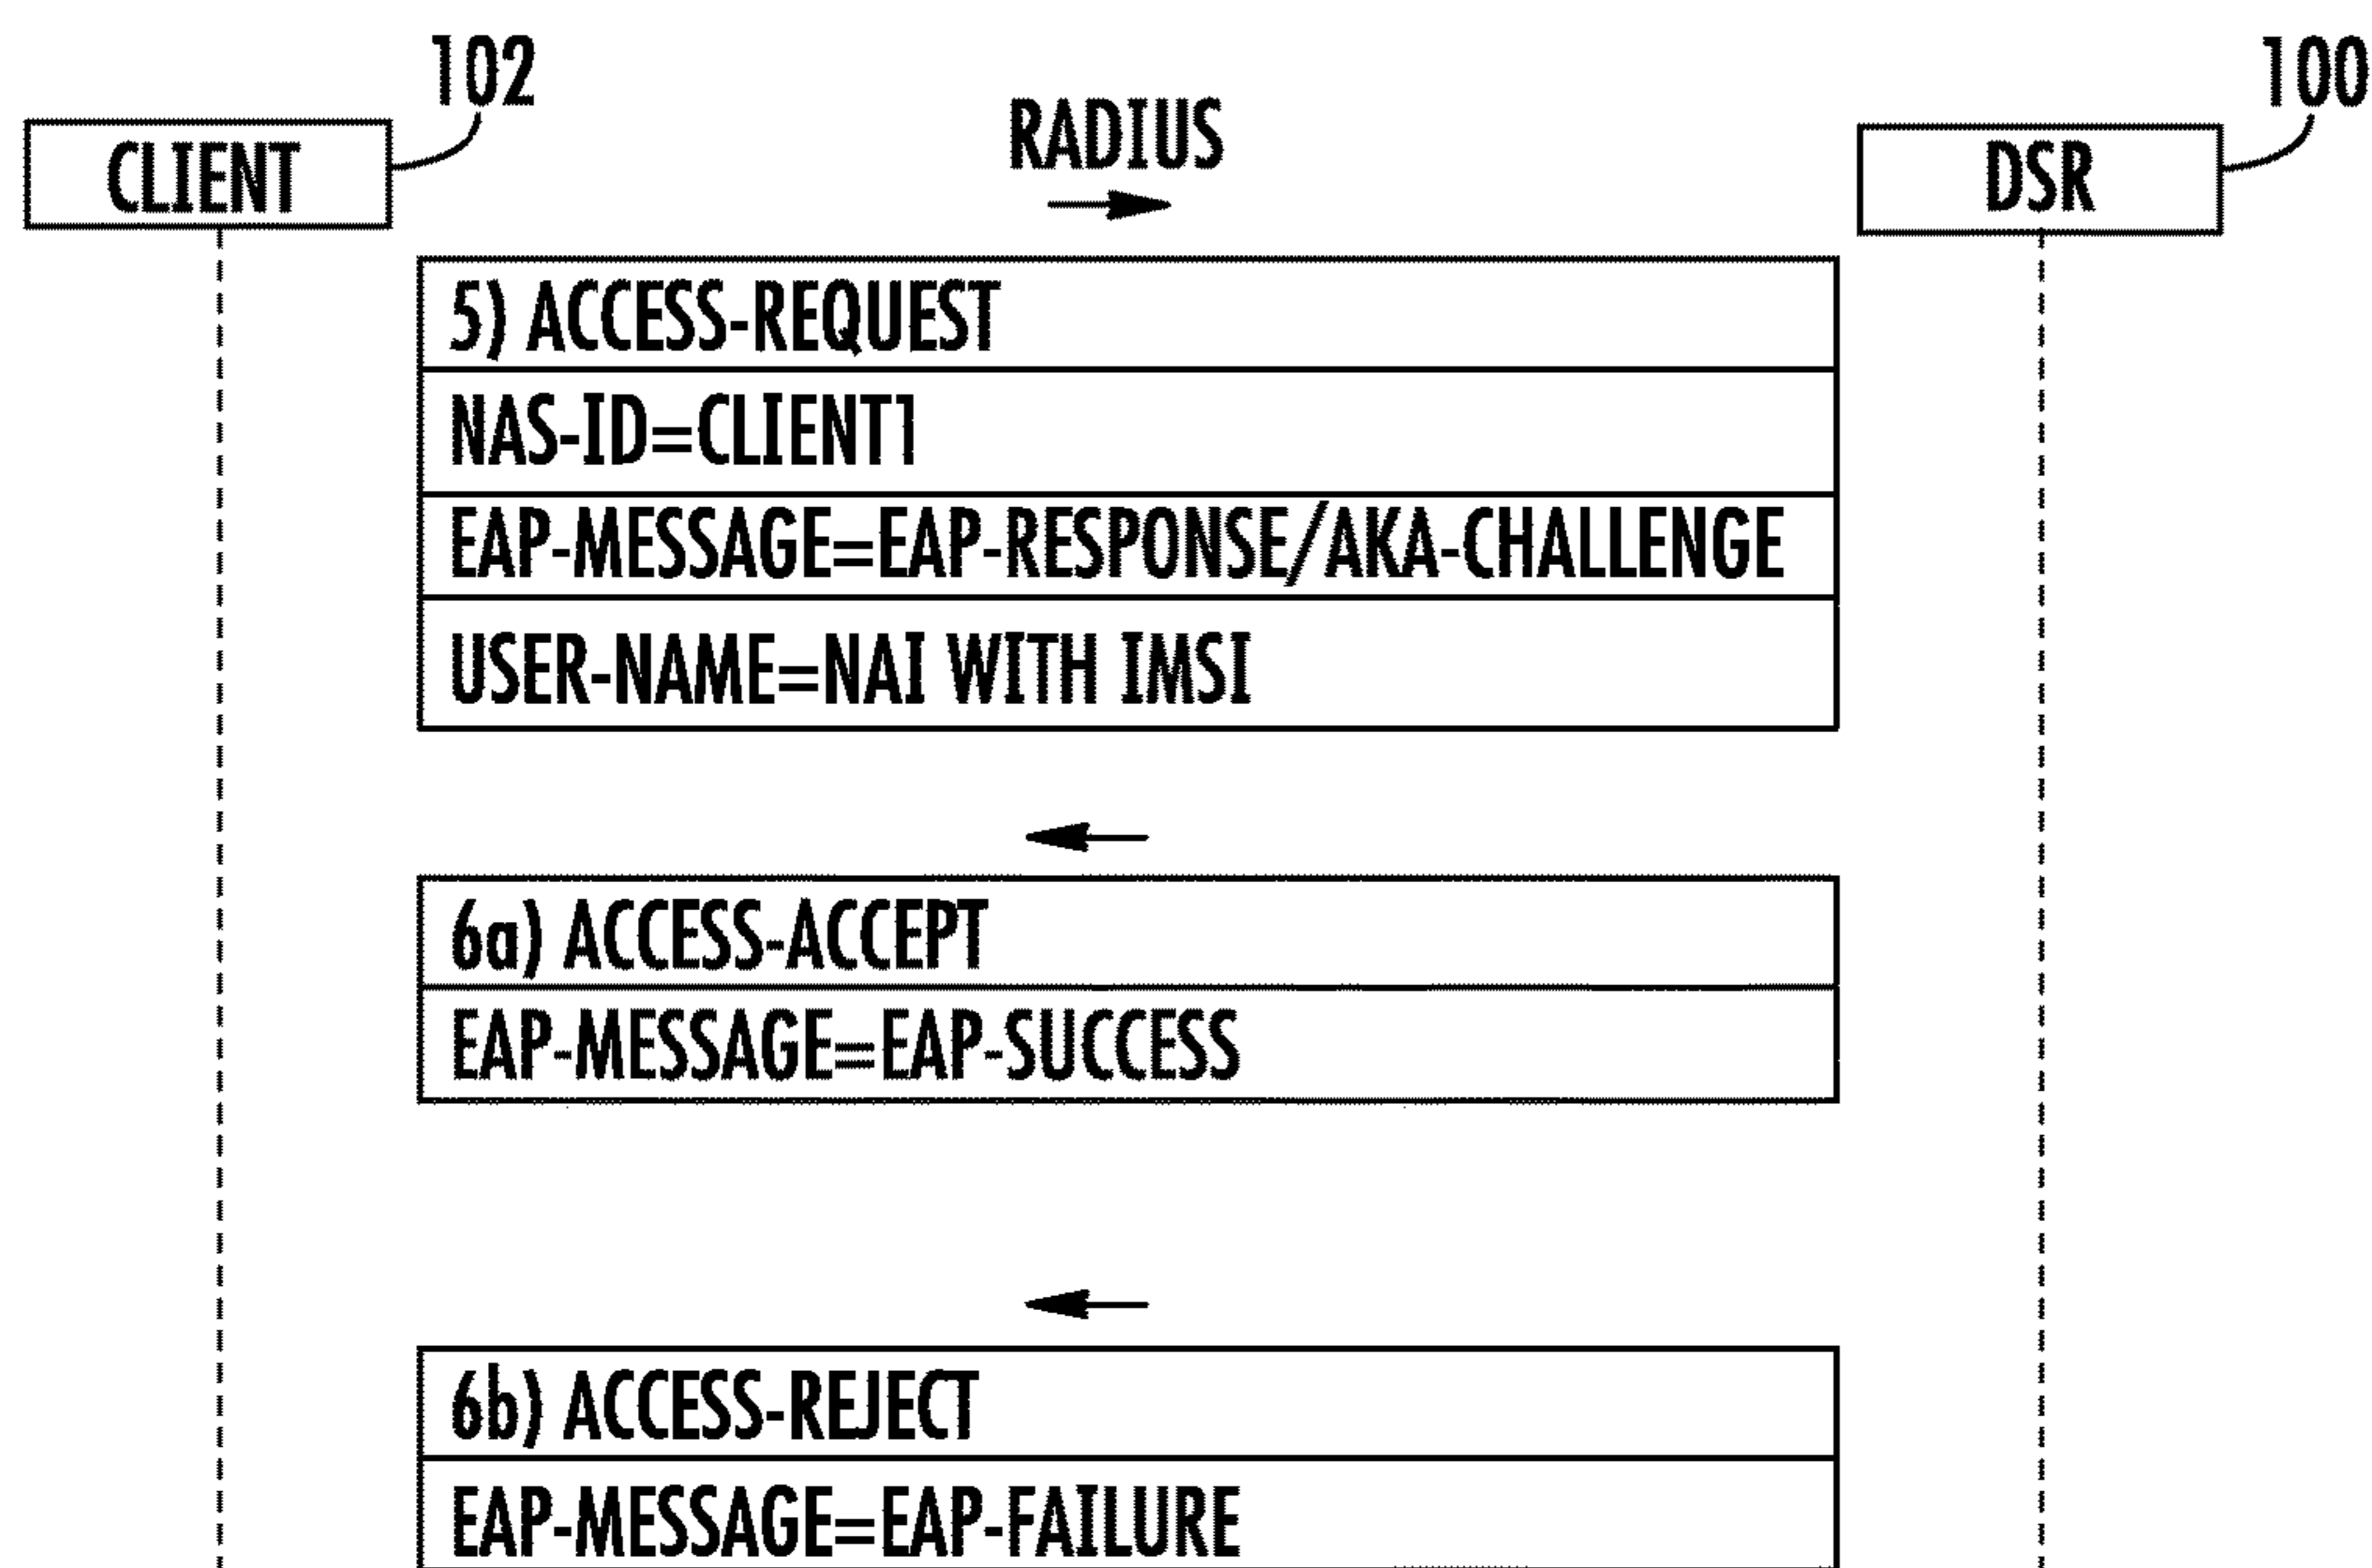 102
100
CLIENT
RADIUS
DSR
5) ACCESS-REQUEST
NAS-ID=CLIENT1
EAP-MESSAGE=EAP-RESPONSE/AKA-CHALLENGE
USER-NAME=NAI WITH IMSI
6a) ACCESS-ACCEPT
EAP-MESSAGE=EAP-SUCCESS
6b) ACCESS-REJECT
EAP-MESSAGE=EAP-FAILURE